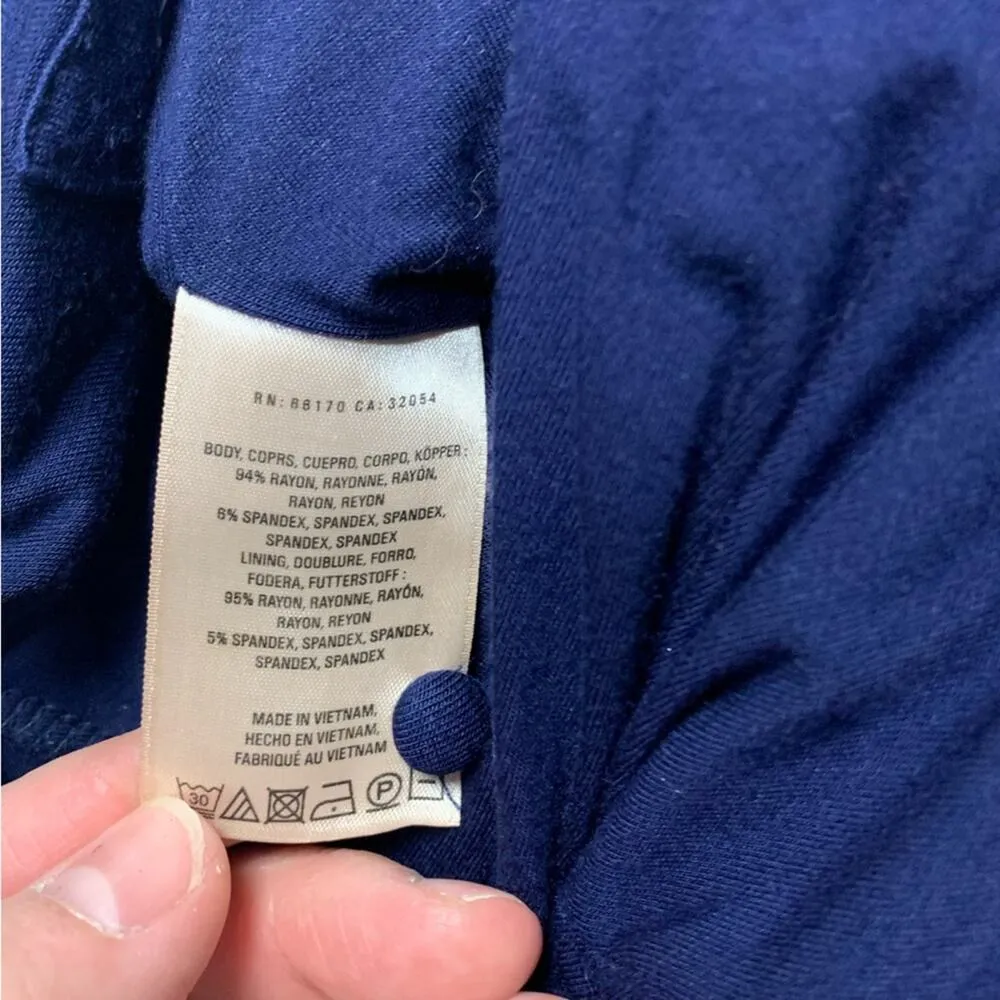 RN: 88170 CA: 32054
BODY, COPRS, CUEPRO, CORPO, KÖPPER :
94% RAYON, RAYONNE, RAYÓN,
RAYON, REYON
6% SPANDEX, SPANDEX, SPANDEX,
SPANDEX, SPANDEX
LINING, DOUBLURE, FORRO,
FODERA, FUTTERSTOFF :
95% RAYON, RAYONNE, RAYÓN,
RAYON, REYON
5% SPANDEX, SPANDEX, SPANDEX,
SPANDEX, SPANDEX
MADE IN VIETNAM,
HECHO EN VIETNAM,
FABRIQUÉ AU VIETNAM
30 P